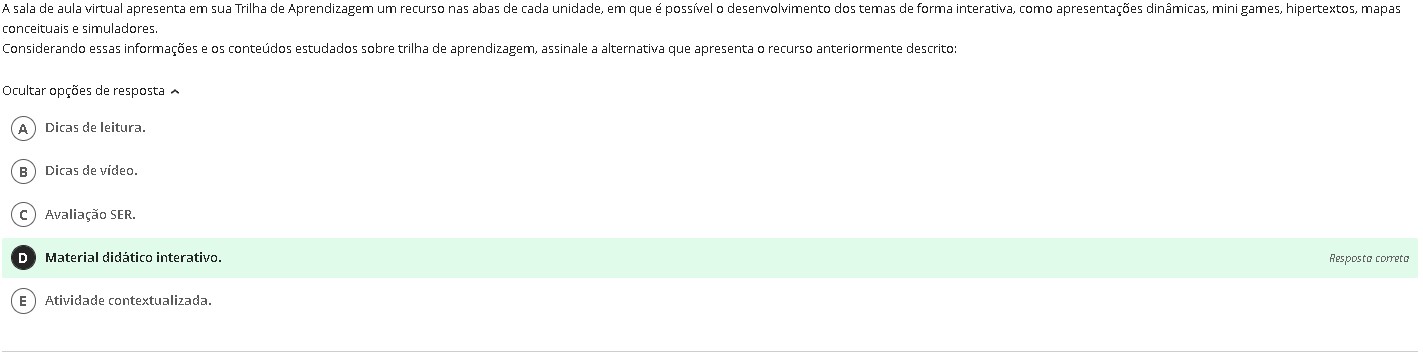 A sala de aula virtual apresenta em sua Trilha de Aprendizagem um recurso nas abas de cada unidade, em que é possível o desenvolvimento dos temas de forma interativa, como apresentações dinâmicas, mini games, hipertextos, mapas
conceituais e simuladores.
Considerando essas informações e os conteúdos estudados sobre trilha de aprendizagem, assinale a alternativa que apresenta o recurso anteriormente descrito:
Ocultar opções de resposta
A Dicas de leitura.
B Dicas de vídeo.
C Avaliação SER.
D Material didático interativo. Resposta correta
E Atividade contextualizada.